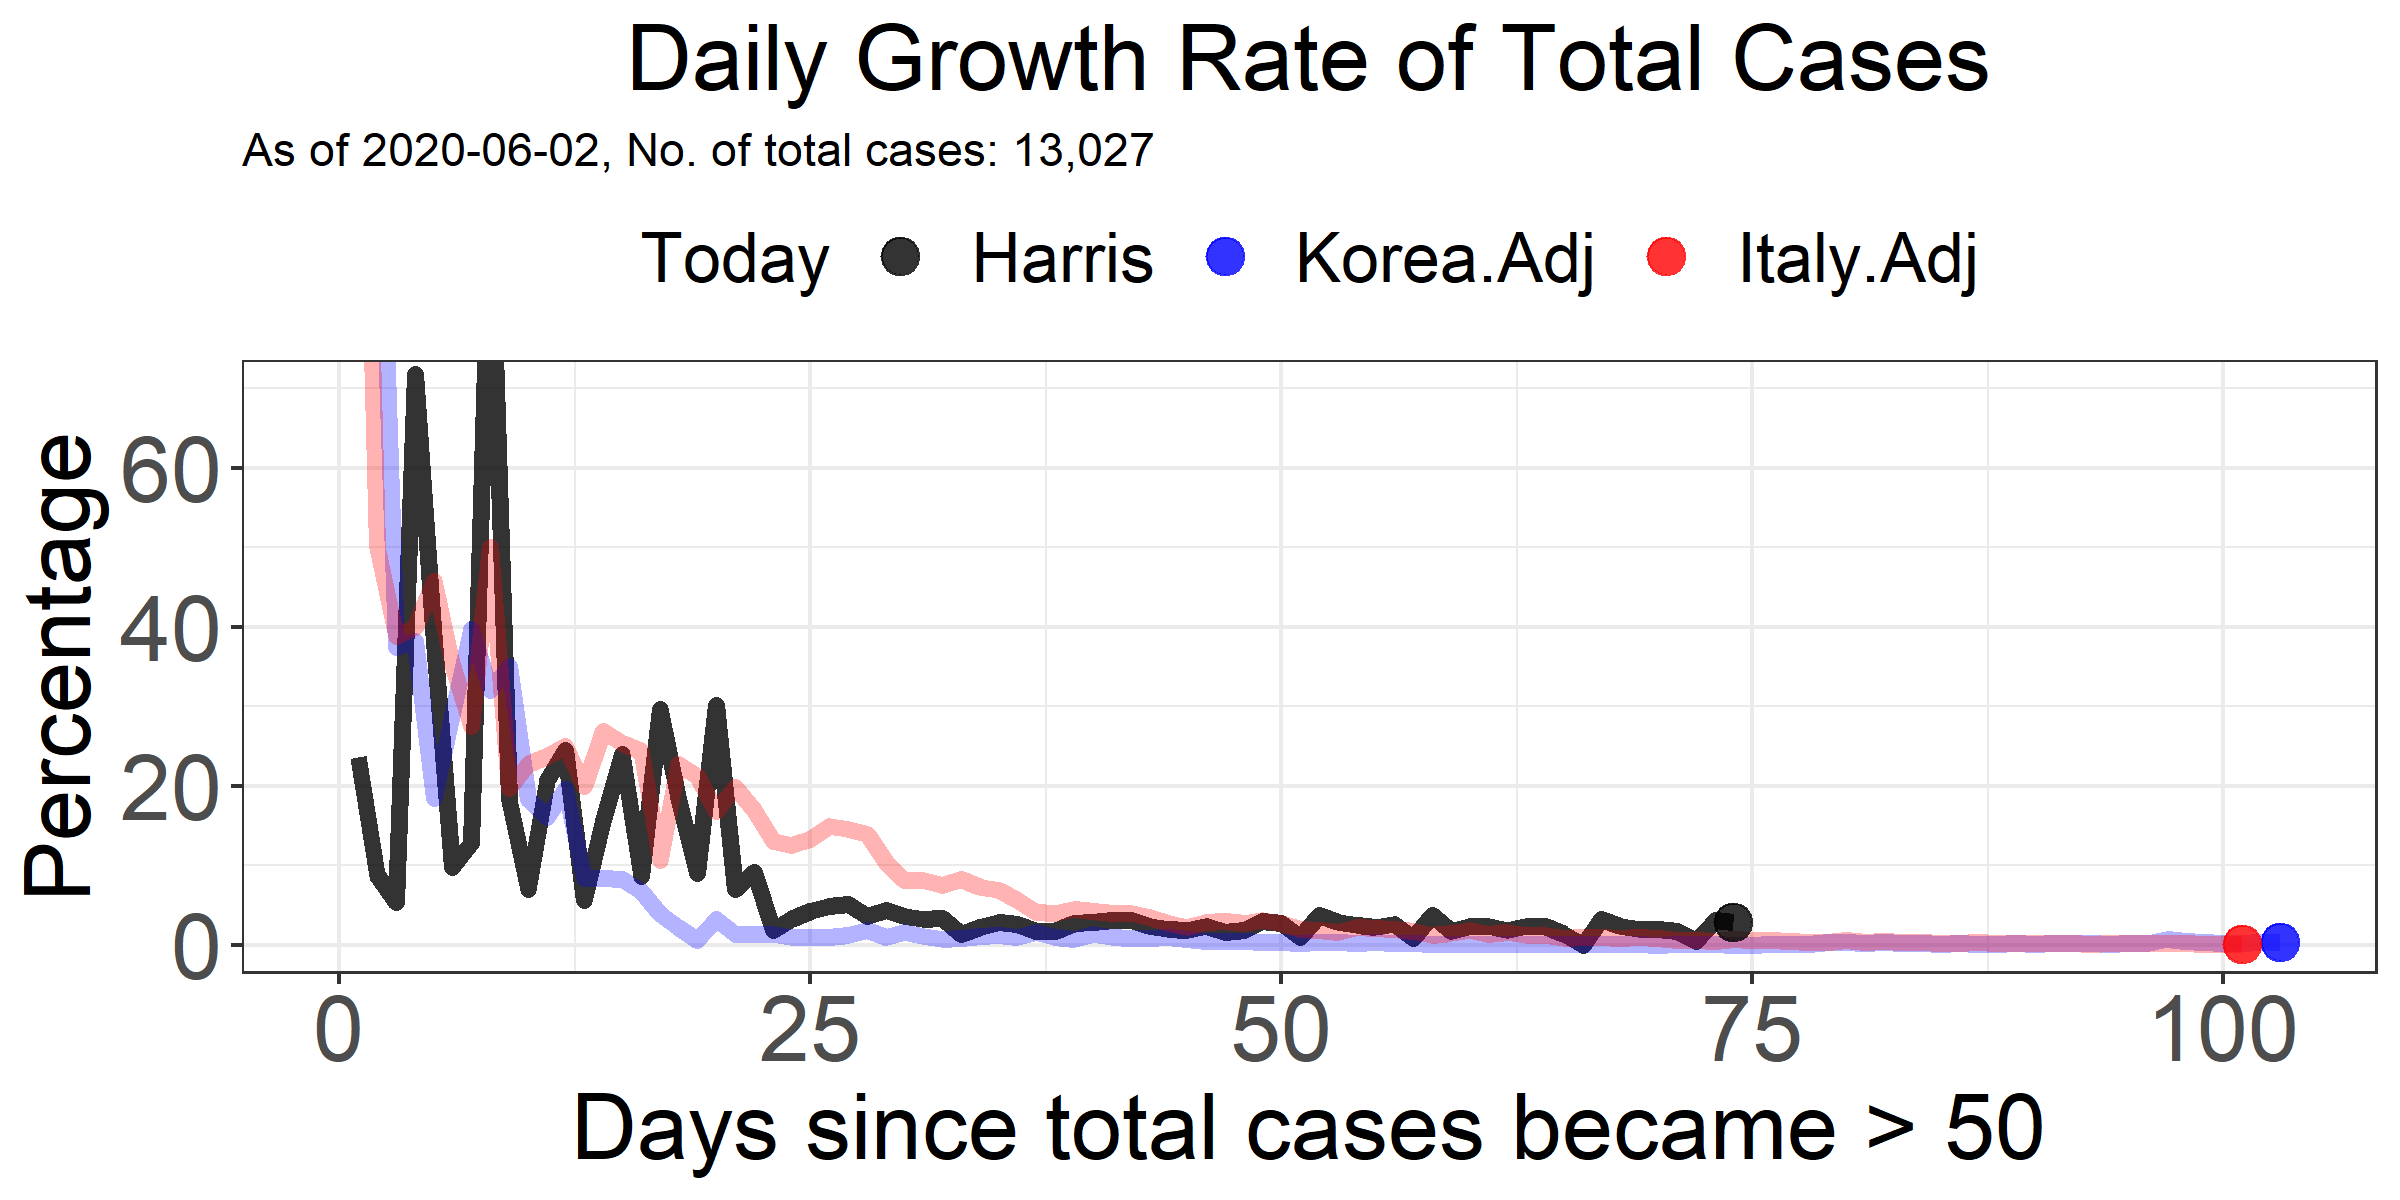 Daily Growth Rate of Total Cases
As of 2020-06-02, No. of total cases: 13,027
Today Harris Korea.Adj Italy.Adj
Percentage
60
40
20
0
0 25 50 75 100
Days since total cases became > 50